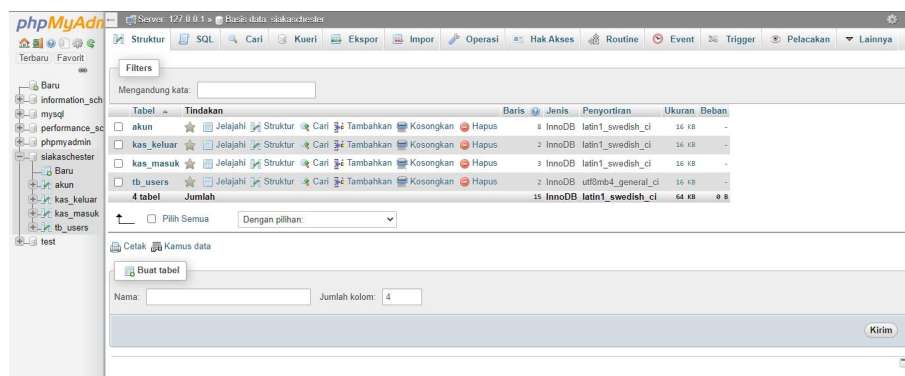 phpMyAdn
Server: 127.0.0.1 » Basis data: siakaschester
Struktur SQL Cari Kueri Ekspor Impor Operasi Hak Akses Routine Event Trigger Pelacakan Lainnya
Terbaru Favorit
Baru
information_sch
mysql
performance_sc
phpmyadmin
siakaschester
Baru
akun
kas_keluar
kas_masuk
tb_users
test
Filters
Mengandung kata:
Tabel Tindakan Baris Jenis Penyortiran Ukuran Beban
akun Jelajahi Struktur Cari Tambahkan Kosongkan Hapus 8 InnoDB latin1_swedish_ci 16 KB -
kas_keluar Jelajahi Struktur Cari Tambahkan Kosongkan Hapus 2 InnoDB latin1_swedish_ci 16 KB -
kas_masuk Jelajahi Struktur Cari Tambahkan Kosongkan Hapus 3 InnoDB latin1_swedish_ci 16 KB -
tb_users Jelajahi Struktur Cari Tambahkan Kosongkan Hapus 2 InnoDB utf8mb4_general_ci 16 KB -
4 tabel Jumlah 15 InnoDB latin1_swedish_ci 64 KB 0 B
Pilih Semua Dengan pilihan:
Cetak Kamus data
Buat tabel
Nama: Jumlah kolom: 4
Kirim